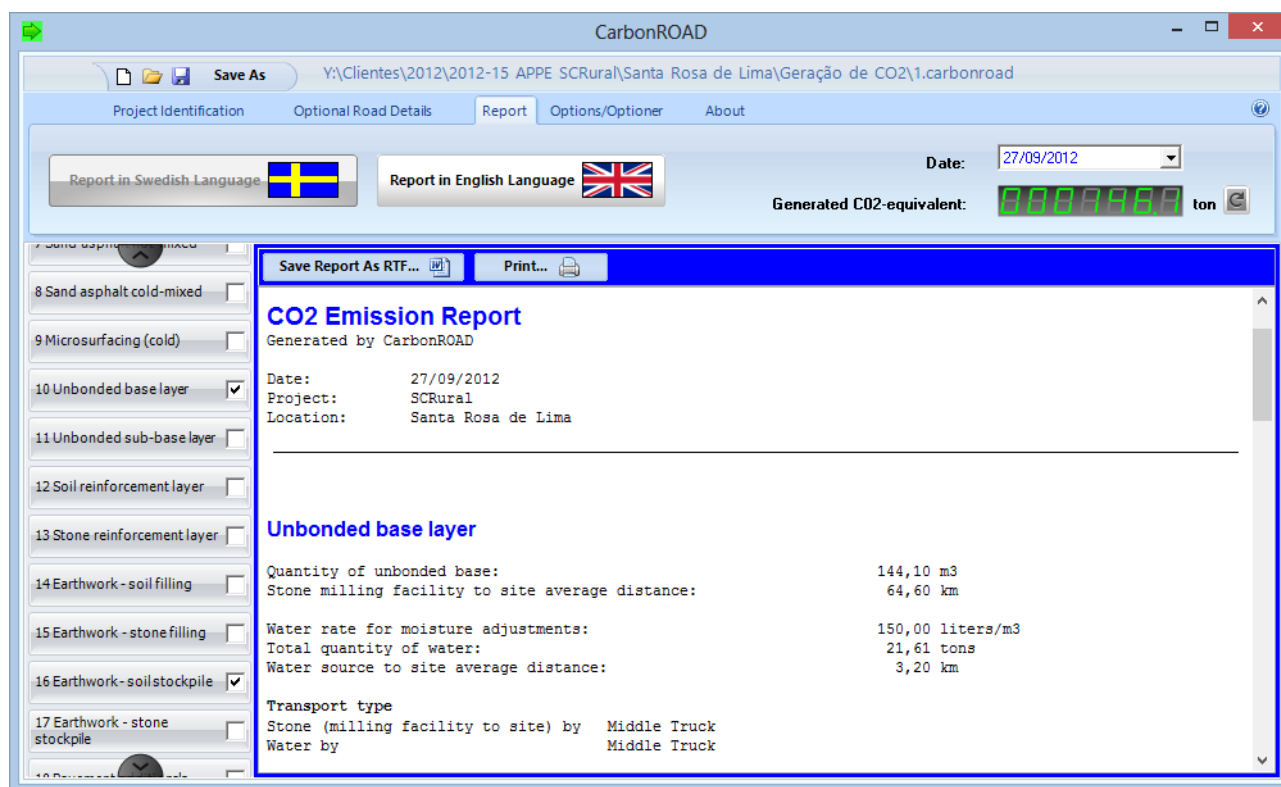 CarbonROAD
Save As
Y:\Clientes\2012\2012-15 APPE SCRural\Santa Rosa de Lima\Geração de CO2\1.carbonroad
Project Identification
Optional Road Details
Report
Options/Optioner
About
Report in Swedish Language
Report in English Language
Date:
27/09/2012
Generated C02-equivalent:
ton
8 Sand asphalt cold-mixed
9 Microsurfacing (cold)
10 Unbonded base layer
11 Unbonded sub-base layer
12 Soil reinforcement layer
13 Stone reinforcement layer
14 Earthwork - soil filling
15 Earthwork - stone filling
16 Earthwork - soil stockpile
17 Earthwork - stone
stockpile
Save Report As RTF...
Print...
CO2 Emission Report
Generated by CarbonROAD
Date: 27/09/2012
Project: SCRural
Location: Santa Rosa de Lima
Unbonded base layer
Quantity of unbonded base: 144,10 m3
Stone milling facility to site average distance: 64,60 km
Water rate for moisture adjustments: 150,00 liters/m3
Total quantity of water: 21,61 tons
Water source to site average distance: 3,20 km
Transport type
Stone (milling facility to site) by Middle Truck
Water by Middle Truck